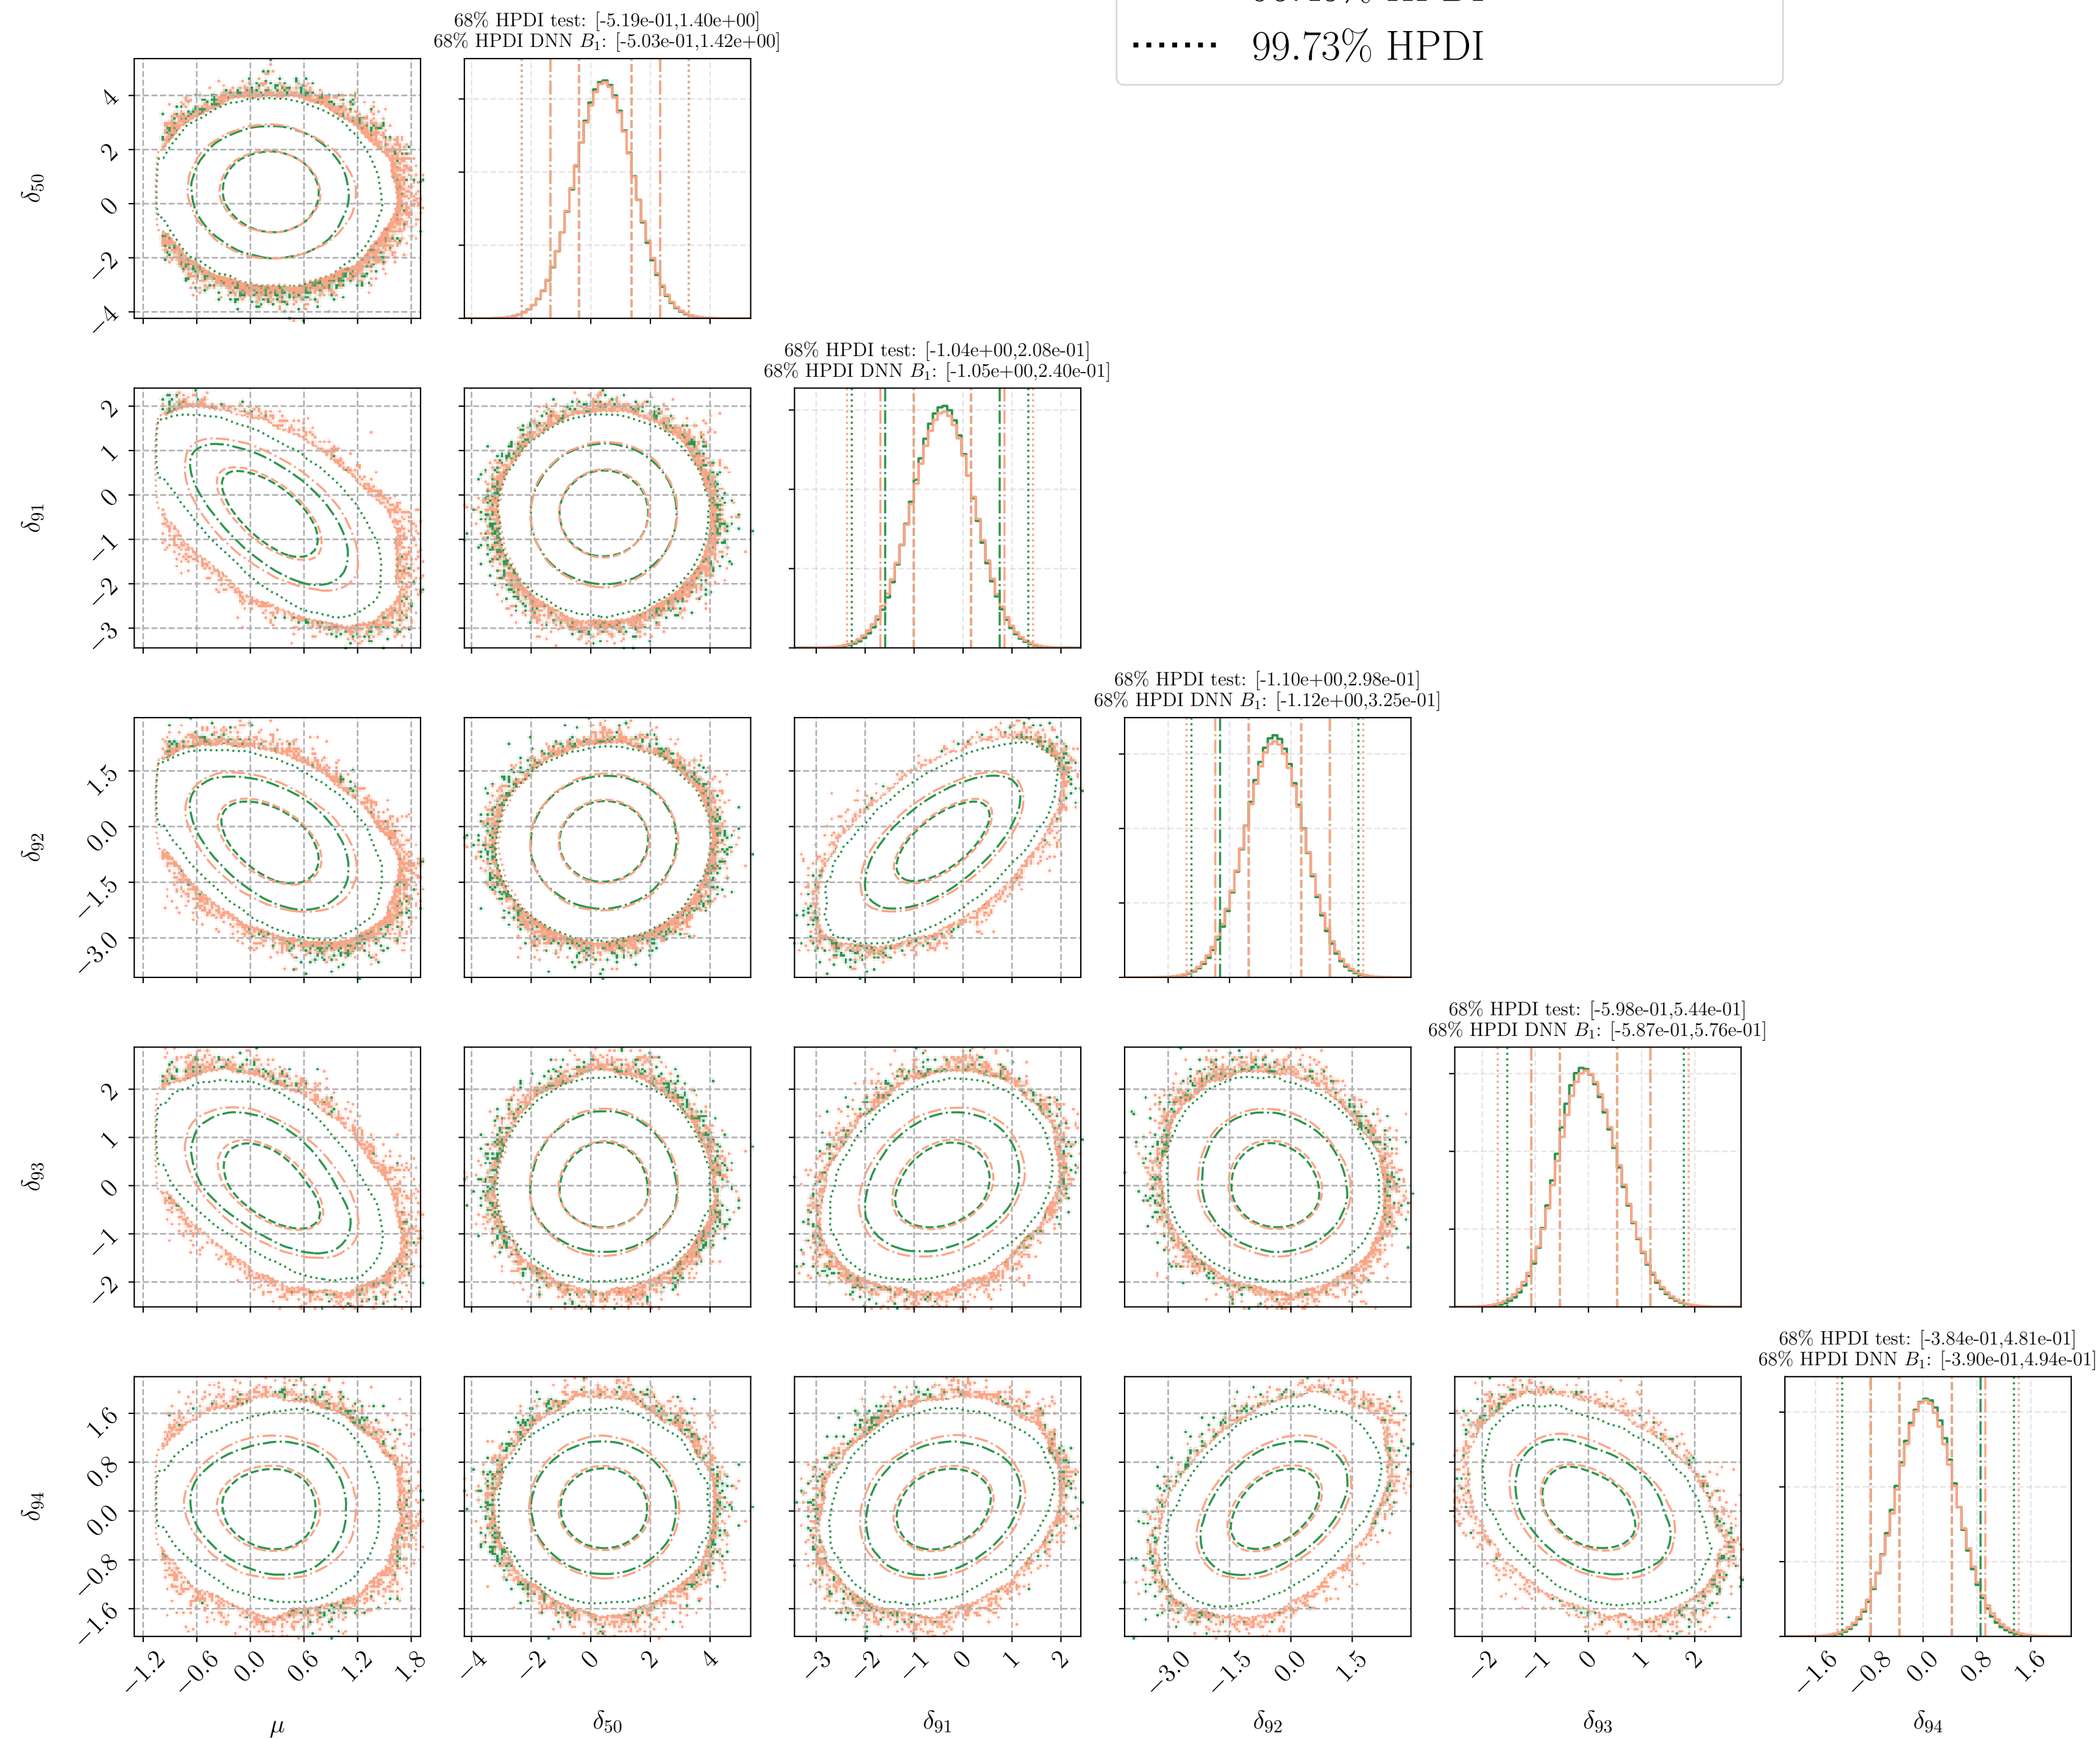 99.73% HPDI
68% HPDI test: [-5.19e-01,1.40e+00]
68% HPDI DNN B₁: [-5.03e-01,1.42e+00]
4
2
0
−2
−4
δ₅₀
68% HPDI test: [-1.04e+00,2.08e-01]
68% HPDI DNN B₁: [-1.05e+00,2.40e-01]
2
1
0
−1
−2
−3
δ₉₁
68% HPDI test: [-1.10e+00,2.98e-01]
68% HPDI DNN B₁: [-1.12e+00,3.25e-01]
1.5
0.0
−1.5
−3.0
δ₉₂
68% HPDI test: [-5.98e-01,5.44e-01]
68% HPDI DNN B₁: [-5.87e-01,5.76e-01]
2
1
0
−1
−2
δ₉₃
68% HPDI test: [-3.84e-01,4.81e-01]
68% HPDI DNN B₁: [-3.90e-01,4.94e-01]
1.6
0.8
0.0
−0.8
−1.6
δ₉₄
−1.2 −0.6 0.0 0.6 1.2 1.8 −4 −2 0 2 4 −3 −2 −1 0 1 2 −3.0 −1.5 0.0 1.5 −2 −1 0 1 2 −1.6 −0.8 0.0 0.8 1.6
μ δ₅₀ δ₉₁ δ₉₂ δ₉₃ δ₉₄